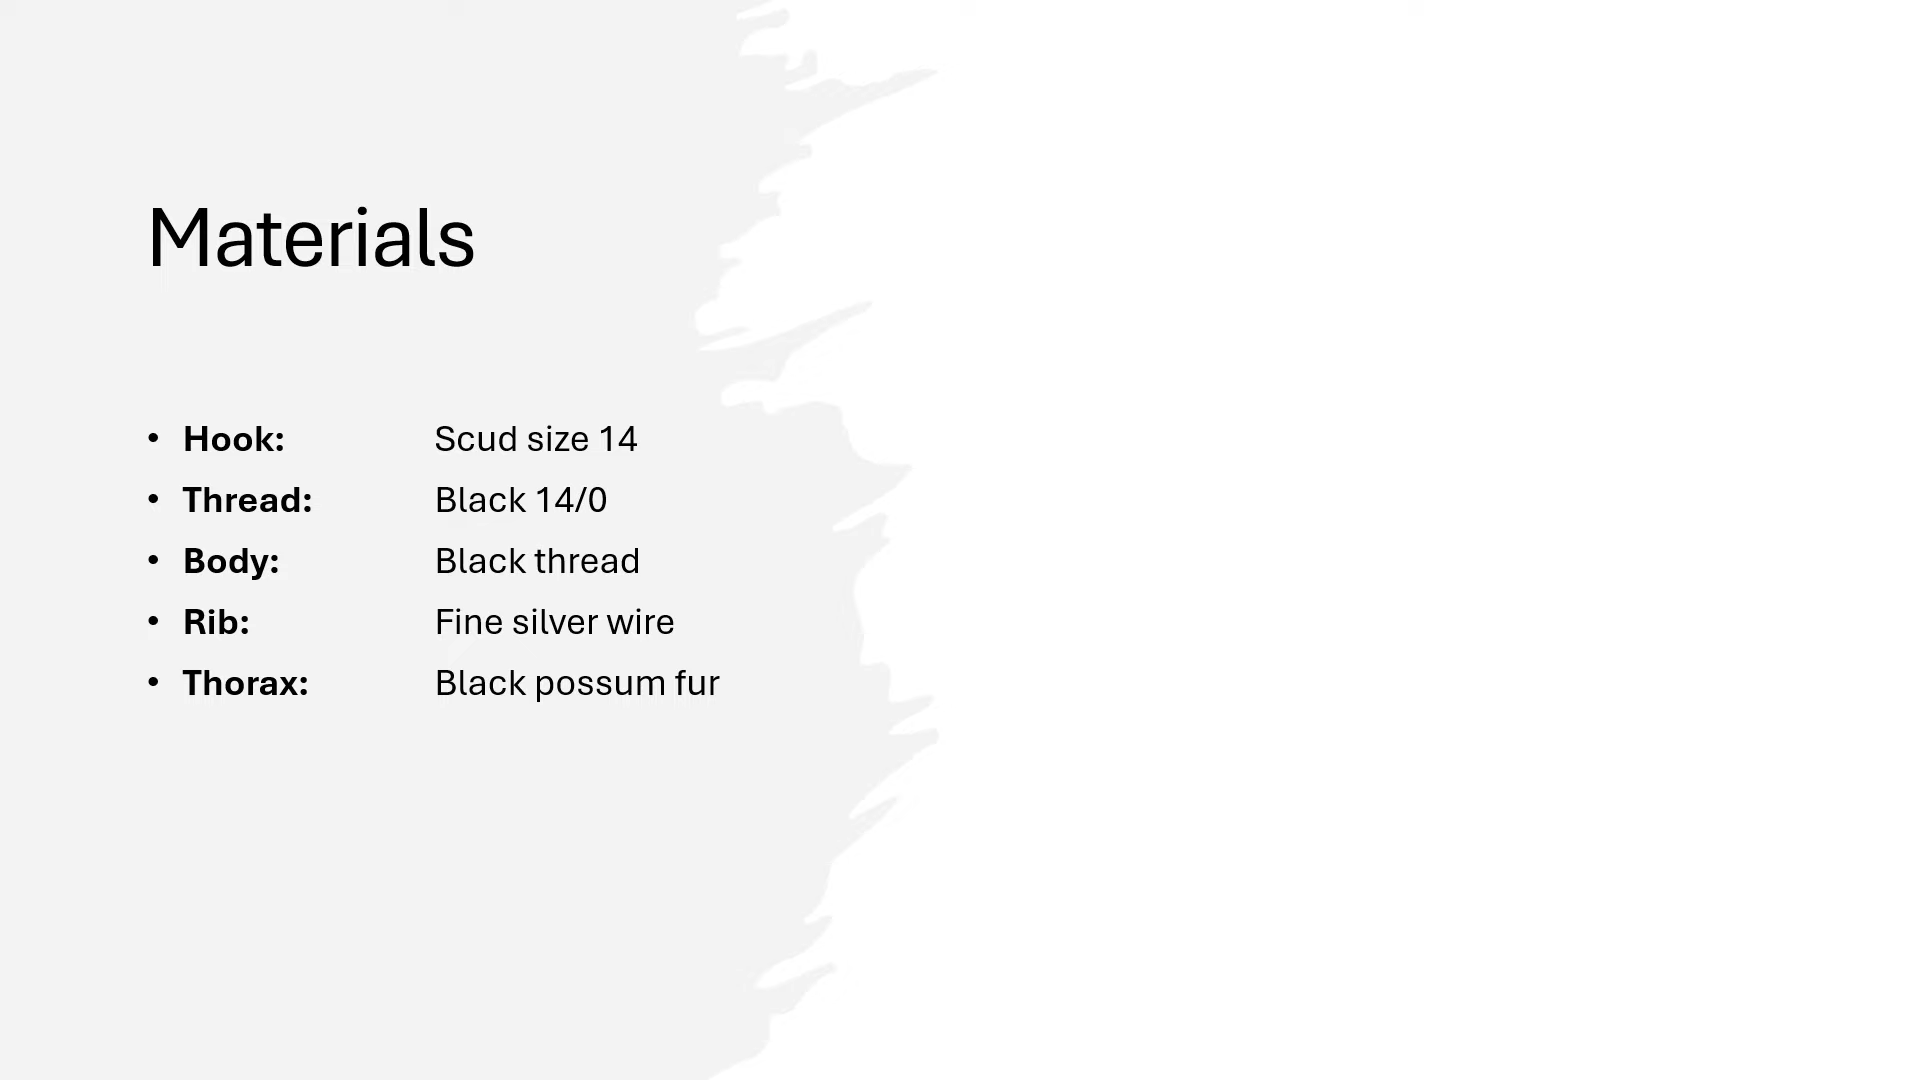 Materials
• Hook: Scud size 14
• Thread: Black 14/0
• Body: Black thread
• Rib: Fine silver wire
• Thorax: Black possum fur